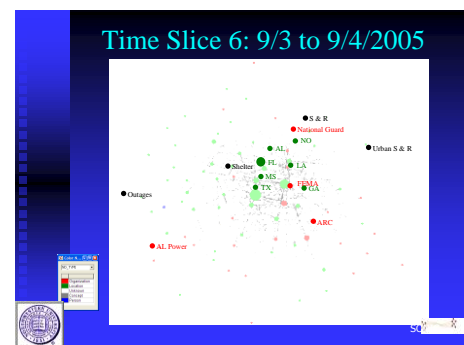 Time Slice 6: 9/3 to 9/4/2005
S & R
National Guard
NO
AL
Urban S & R
FL
Shelter
LA
MS
TX
FEMA
GA
Outages
ARC
AL Power
Organization
Location
Unknown
Concept
Person